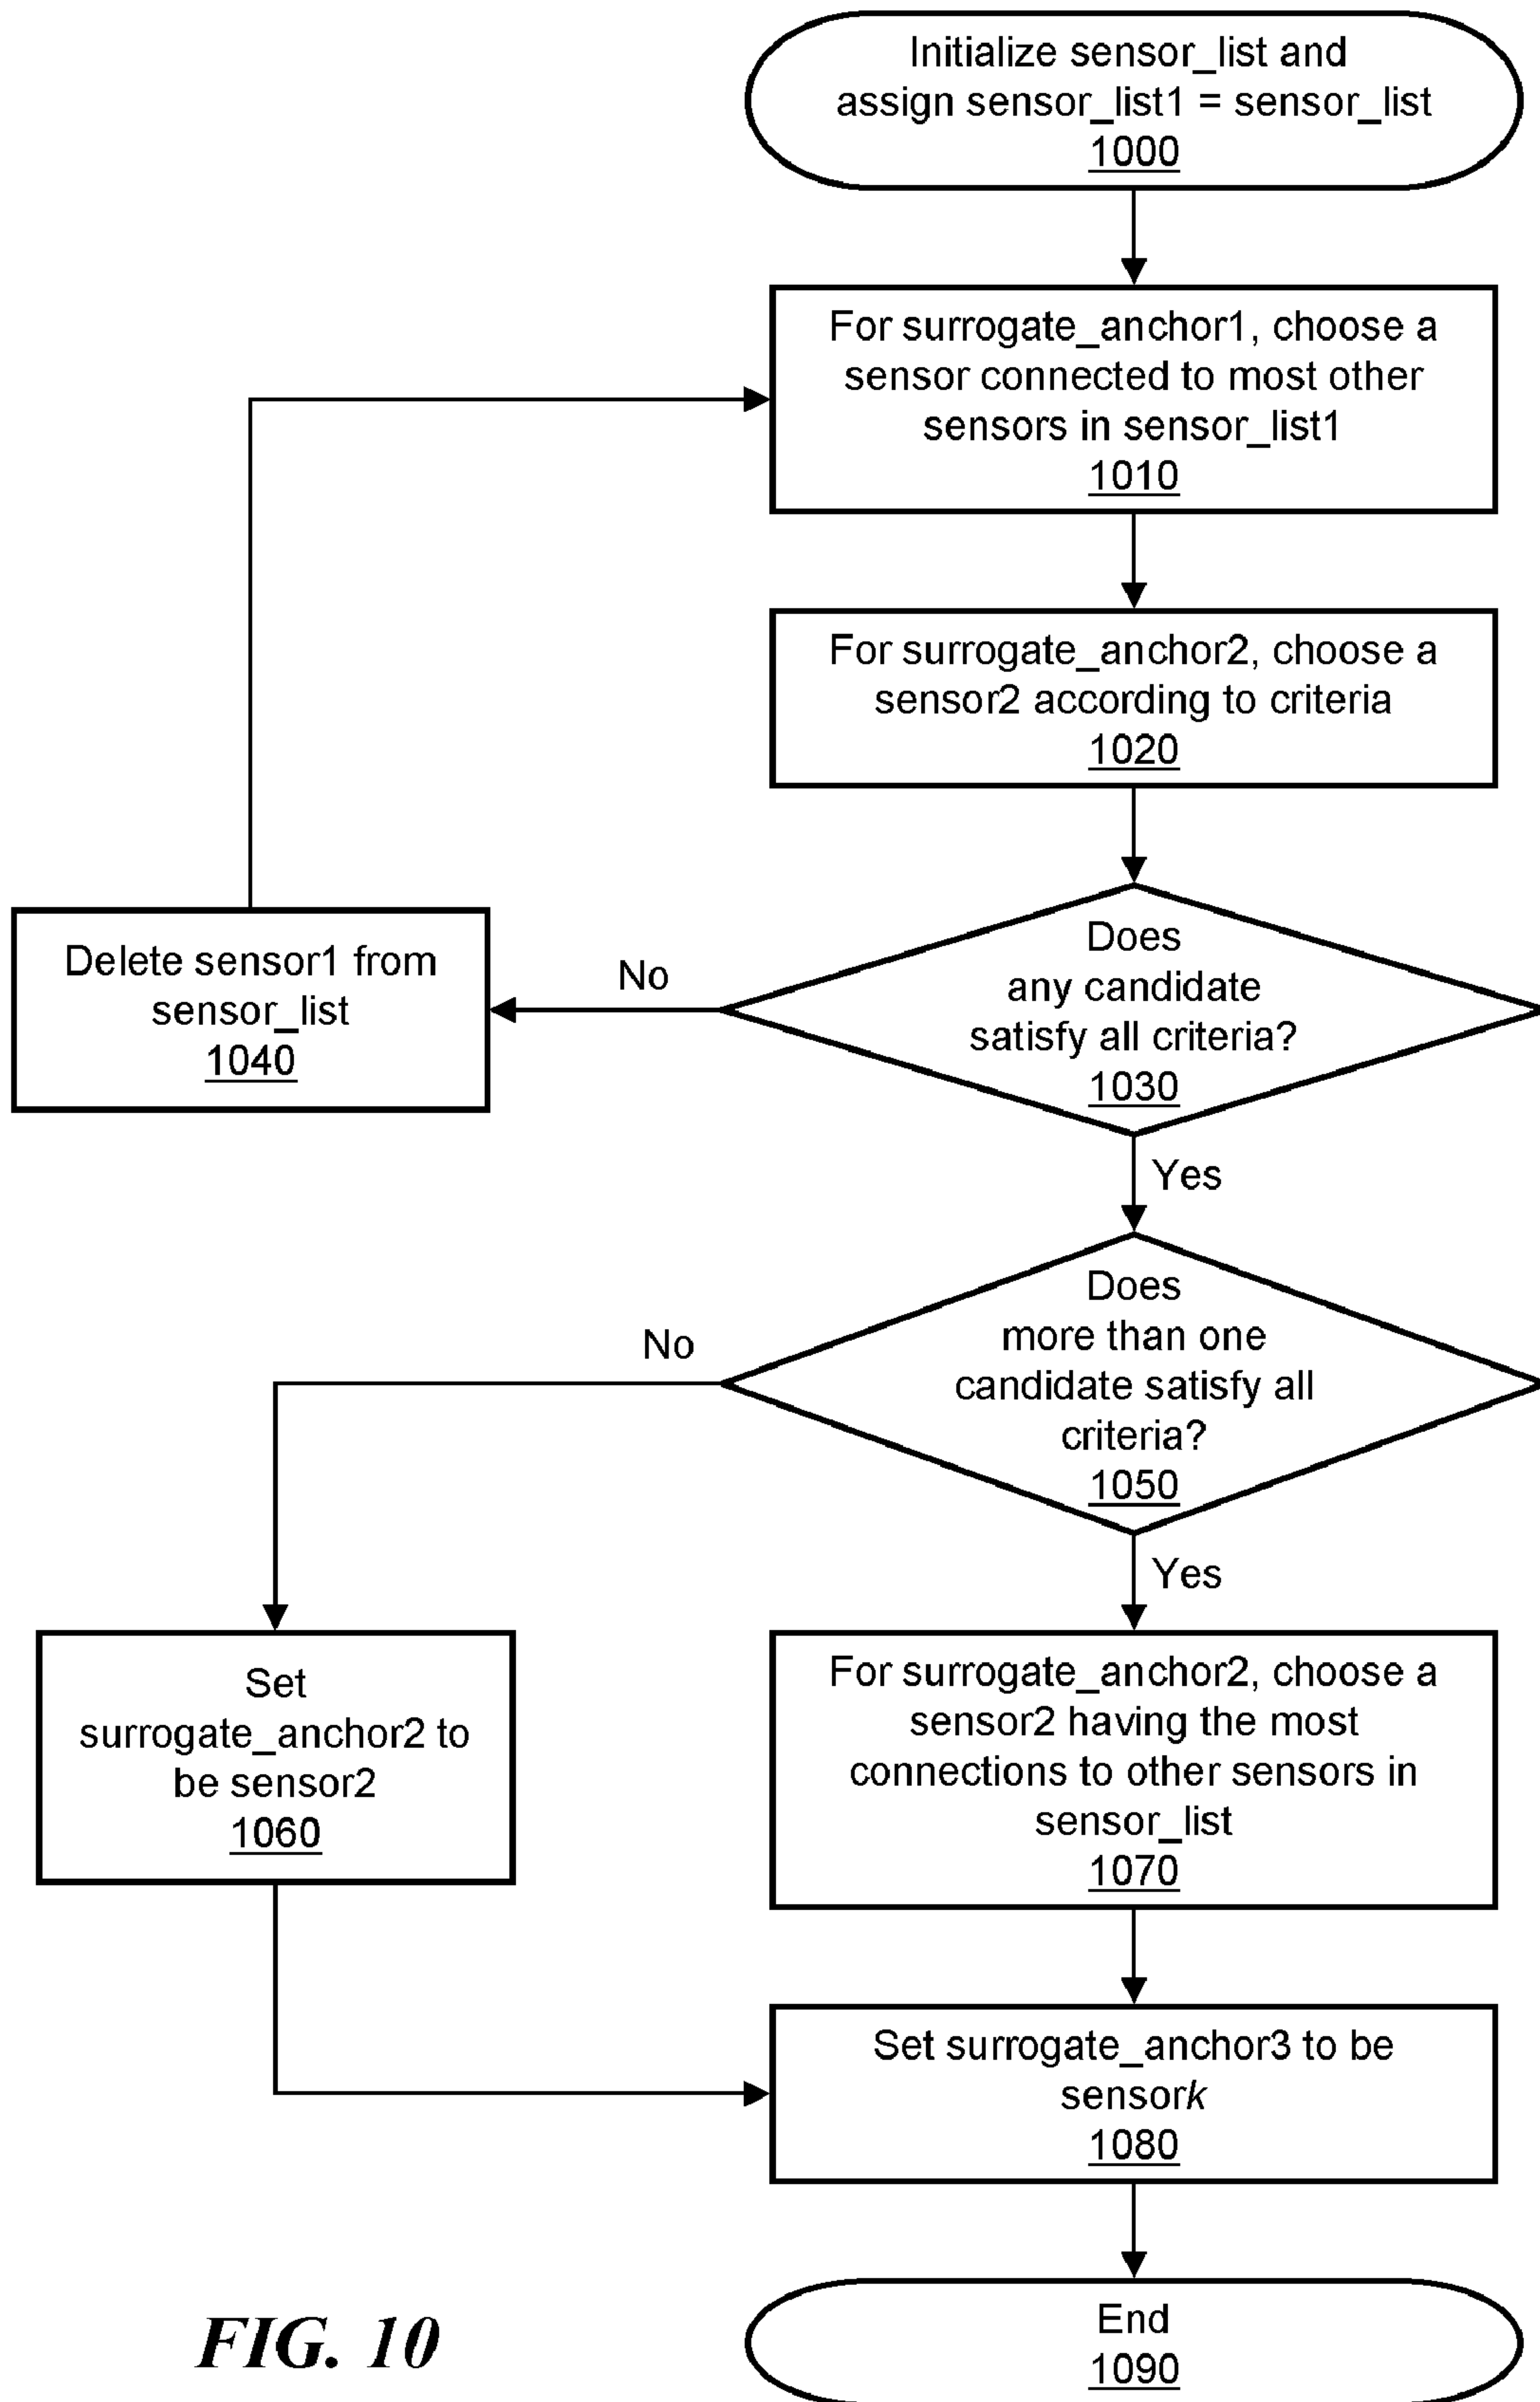 Initialize sensor_list and
assign sensor_list1 = sensor_list
1000
For surrogate_anchor1, choose a
sensor connected to most other
sensors in sensor_list1
1010
For surrogate_anchor2, choose a
sensor2 according to criteria
1020
Does
any candidate
satisfy all criteria?
1030
No
Delete sensor1 from
sensor_list
1040
Yes
Does
more than one
candidate satisfy all
criteria?
1050
No
Yes
Set
surrogate_anchor2 to
be sensor2
1060
For surrogate_anchor2, choose a
sensor2 having the most
connections to other sensors in
sensor_list
1070
Set surrogate_anchor3 to be
sensork
1080
End
1090
FIG. 10